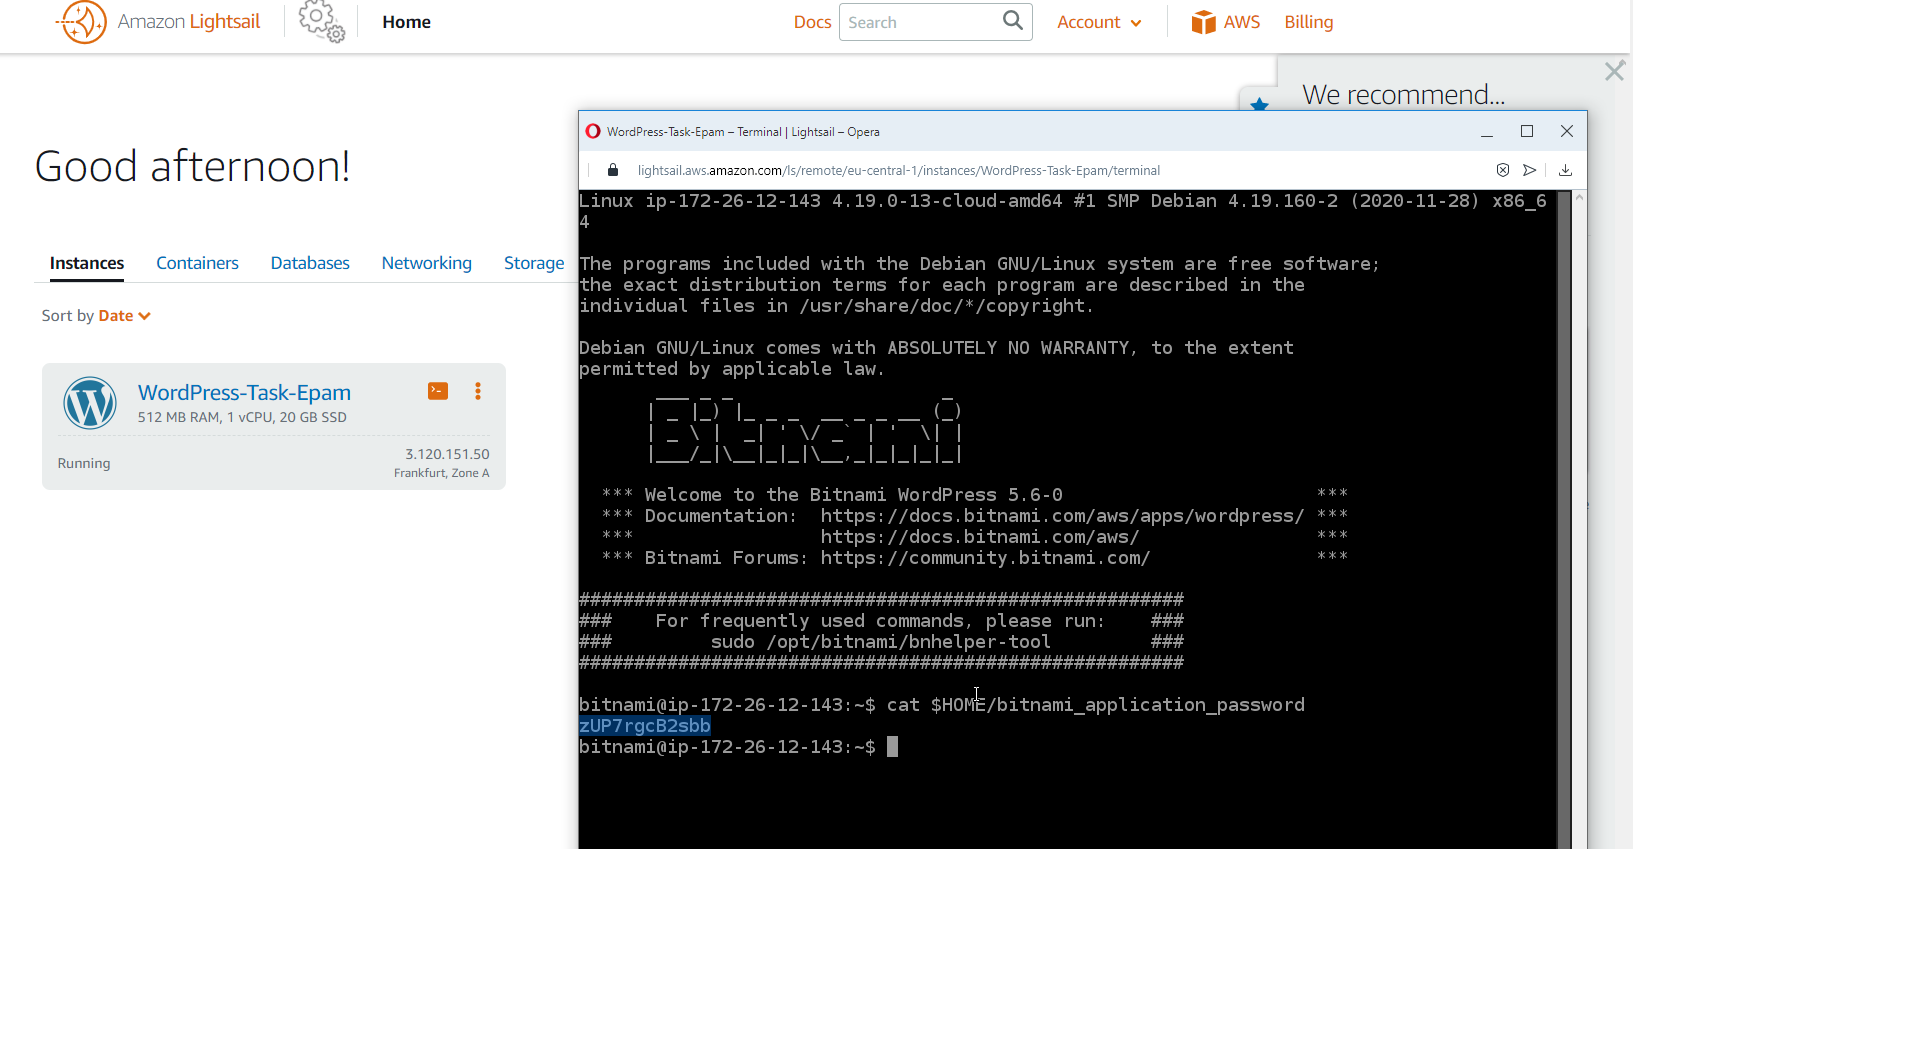 Amazon Lightsail
Home
Docs
Search
Account
AWS
Billing
We recommend...
Good afternoon!
Instances
Containers
Databases
Networking
Storage
Sort by Date
WordPress-Task-Epam
512 MB RAM, 1 vCPU, 20 GB SSD
Running
3.120.151.50
Frankfurt, Zone A
WordPress-Task-Epam – Terminal | Lightsail – Opera
lightsail.aws.amazon.com/ls/remote/eu-central-1/instances/WordPress-Task-Epam/terminal
Linux ip-172-26-12-143 4.19.0-13-cloud-amd64 #1 SMP Debian 4.19.160-2 (2020-11-28) x86_6
4
The programs included with the Debian GNU/Linux system are free software;
the exact distribution terms for each program are described in the
individual files in /usr/share/doc/*/copyright.
Debian GNU/Linux comes with ABSOLUTELY NO WARRANTY, to the extent
permitted by applicable law.
Bitnami
*** Welcome to the Bitnami WordPress 5.6-0 ***
*** Documentation: https://docs.bitnami.com/aws/apps/wordpress/ ***
*** https://docs.bitnami.com/aws/ ***
*** Bitnami Forums: https://community.bitnami.com/ ***
#######################################################
### For frequently used commands, please run: ###
### sudo /opt/bitnami/bnhelper-tool ###
#######################################################
bitnami@ip-172-26-12-143:~$ cat $HOME/bitnami_application_password
zUP7rgcB2sbb
bitnami@ip-172-26-12-143:~$